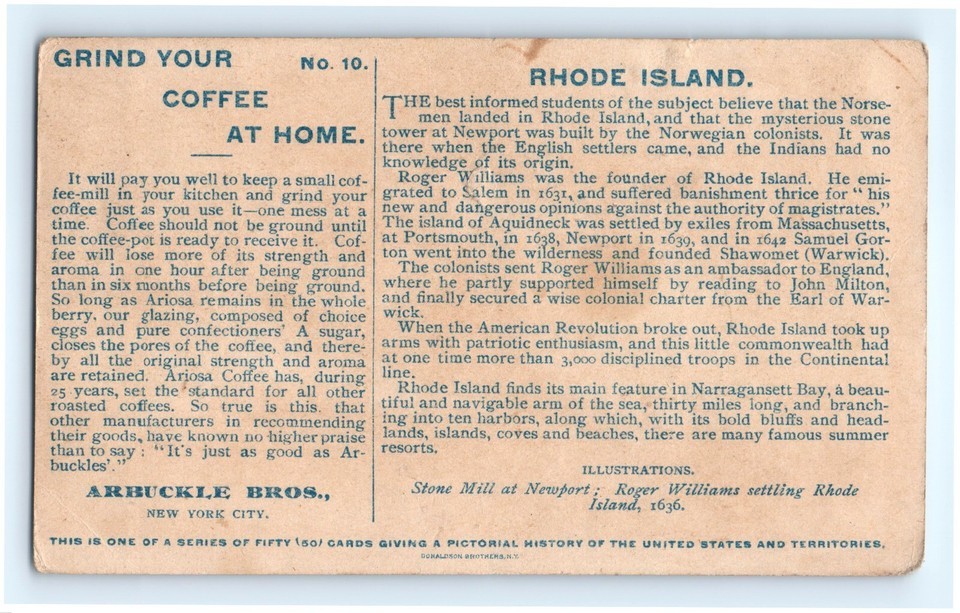 GRIND YOUR
No. 10.
COFFEE
AT HOME.
It will pay you well to keep a small cof-
fee-mill in your kitchen and grind your
coffee just as you use it—one mess at a
time. Coffee should not be ground until
the coffee-pot is ready to receive it. Cof-
fee will lose more of its strength and
aroma in one hour after being ground
than in six months before being ground.
So long as Ariosa remains in the whole
berry, our glazing, composed of choice
eggs and pure confectioners' A sugar,
closes the pores of the coffee, and there-
by all the original strength and aroma
are retained. Ariosa Coffee has, during
25 years, set the standard for all other
roasted coffees. So true is this, that
other manufacturers in recommending
their goods, have known no higher praise
than to say: "It's just as good as Ar-
buckles'."
ARBUCKLE BROS.,
NEW YORK CITY.
RHODE ISLAND.
THE best informed students of the subject believe that the Norse-
men landed in Rhode Island, and that the mysterious stone
tower at Newport was built by the Norwegian colonists. It was
there when the English settlers came, and the Indians had no
knowledge of its origin.
Roger Williams was the founder of Rhode Island. He emi-
grated to Salem in 1631, and suffered banishment thrice for "his
new and dangerous opinions against the authority of magistrates."
The island of Aquidneck was settled by exiles from Massachusetts,
at Portsmouth, in 1638, Newport in 1639, and in 1642 Samuel Gor-
ton went into the wilderness and founded Shawomet (Warwick).
The colonists sent Roger Williams as an ambassador to England,
where he partly supported himself by reading to John Milton,
and finally secured a wise colonial charter from the Earl of War-
wick.
When the American Revolution broke out, Rhode Island took up
arms with patriotic enthusiasm, and this little commonwealth had
at one time more than 3,000 disciplined troops in the Continental
line.
Rhode Island finds its main feature in Narragansett Bay, a beau-
tiful and navigable arm of the sea, thirty miles long, and branch-
ing into ten harbors, along which, with its bold bluffs and head-
lands, islands, coves and beaches, there are many famous summer
resorts.
ILLUSTRATIONS.
Stone Mill at Newport; Roger Williams settling Rhode
Island, 1636.
THIS IS ONE OF A SERIES OF FIFTY (50) CARDS GIVING A PICTORIAL HISTORY OF THE UNITED STATES AND TERRITORIES.
DONALDSON BROTHERS, N.Y.